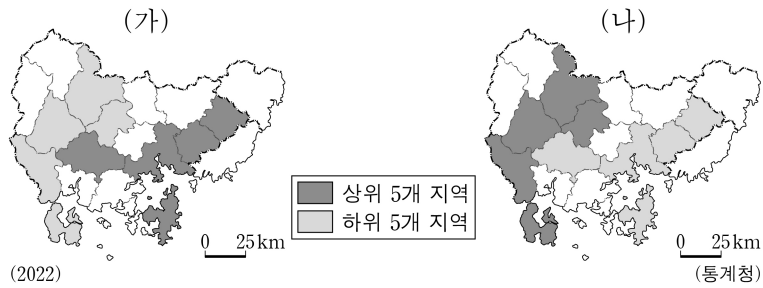 (가)
(나)
상위 5개 지역
하위 5개 지역
0 25km
0 25km
(2022)
(통계청)